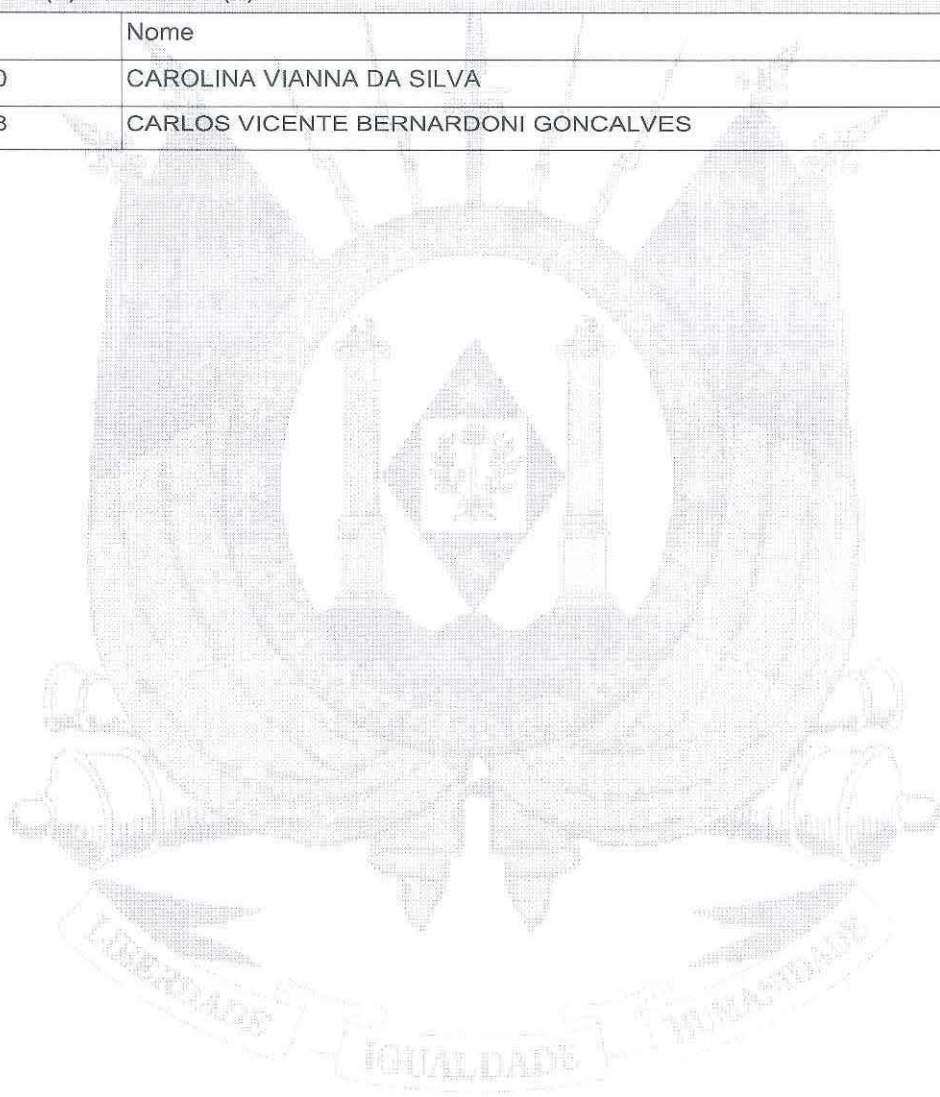 Nome
0 CAROLINA VIANNA DA SILVA
3 CARLOS VICENTE BERNARDONI GONCALVES
LIBERDADE
IGUALDADE
HUMANIDADE